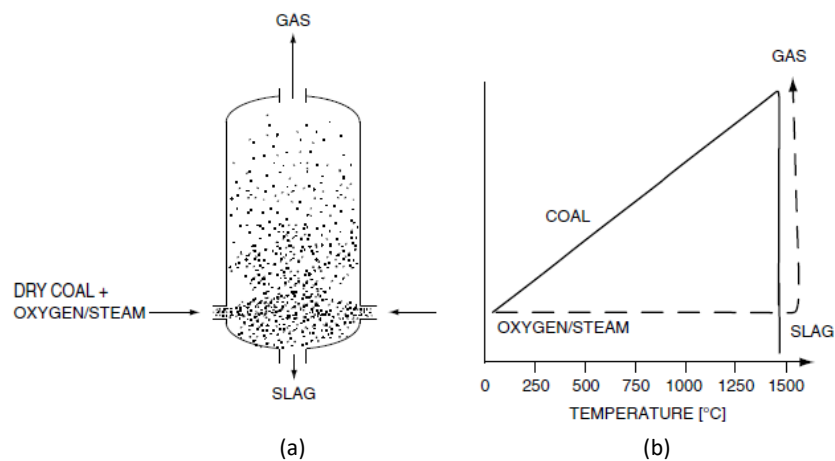 GAS
DRY COAL +
OXYGEN/STEAM
SLAG
(a)
GAS
COAL
OXYGEN/STEAM
SLAG
0 250 500 750 1000 1250 1500
TEMPERATURE [°C]
(b)